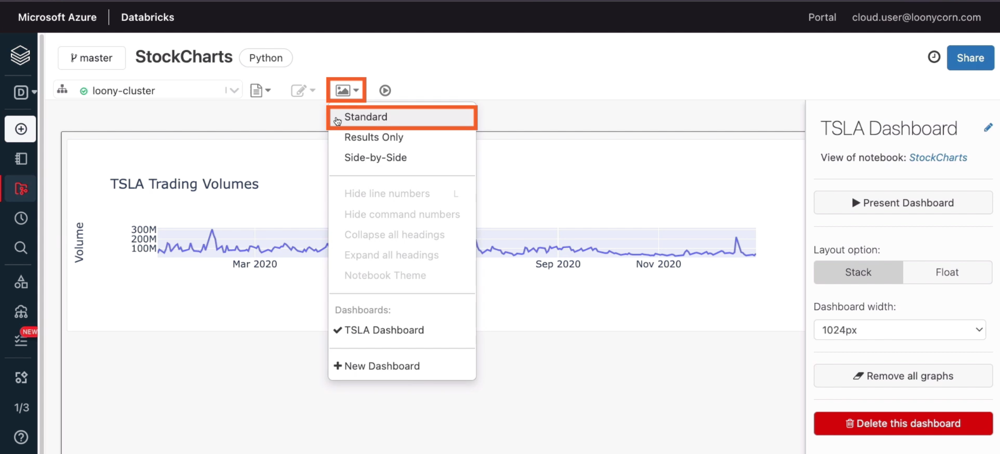 Microsoft Azure
Databricks
Portal
cloud.user@loonycorn.com
master
StockCharts
Python
Share
D
loony-cluster
Standard
Results Only
Side-by-Side
Hide line numbers L
Hide command numbers
Collapse all headings
Expand all headings
Notebook Theme
Dashboards:
TSLA Dashboard
New Dashboard
TSLA Trading Volumes
Volume
300M
200M
100M
Mar 2020
Sep 2020
Nov 2020
TSLA Dashboard
View of notebook: StockCharts
Present Dashboard
Layout option:
Stack
Float
Dashboard width:
1024px
Remove all graphs
Delete this dashboard
NEW
1/3